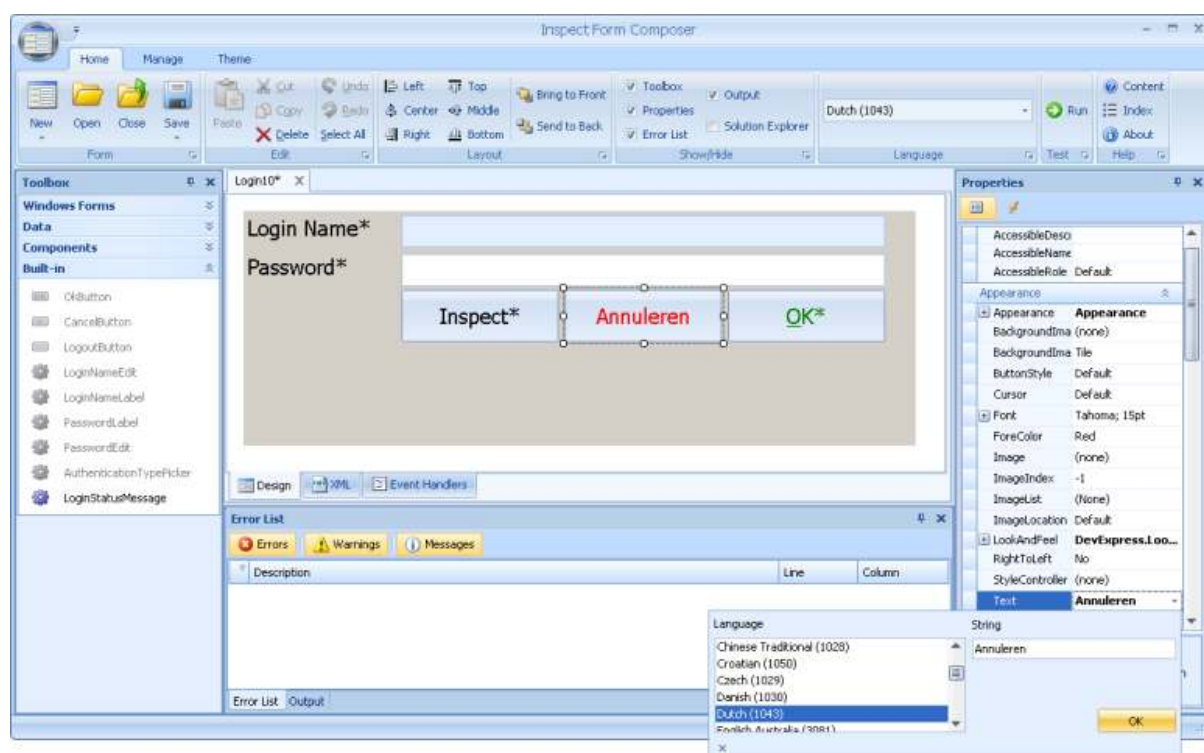 Inspect Form Composer
Home Manage Theme
New Open Close Save
Form
Paste Cut Copy Delete Undo Redo Select All
Edit
Left Center Right Top Middle Bottom Bring to Front Send to Back
Layout
Toolbox Properties Error List Output Solution Explorer
Show/Hide
Dutch (1043)
Language
Run
Test
Content Index About
Help
Toolbox
Windows Forms
Data
Components
Built-in
OkButton
CancelButton
LogoutButton
LoginNameEdit
LoginNameLabel
PasswordLabel
PasswordEdit
AuthenticationTypePicker
LoginStatusMessage
Login10*
Login Name*
Password*
Inspect* Annuleren OK*
Design XML Event Handlers
Error List
Errors Warnings Messages
Description Line Column
Error List Output
Properties
AccessibleDescr
AccessibleName
AccessibleRole Default
Appearance
Appearance Appearance
BackgroundIma (none)
BackgroundIma Tile
ButtonStyle Default
Cursor Default
Font Tahoma; 15pt
ForeColor Red
Image (none)
ImageIndex -1
ImageList (None)
ImageLocation Default
LookAndFeel DevExpress.Loo...
RightToLeft No
StyleController (none)
Text Annuleren
Language
Chinese Traditional (1028)
Croatian (1050)
Czech (1029)
Danish (1030)
Dutch (1043)
English Australia (3081)
String
Annuleren
OK